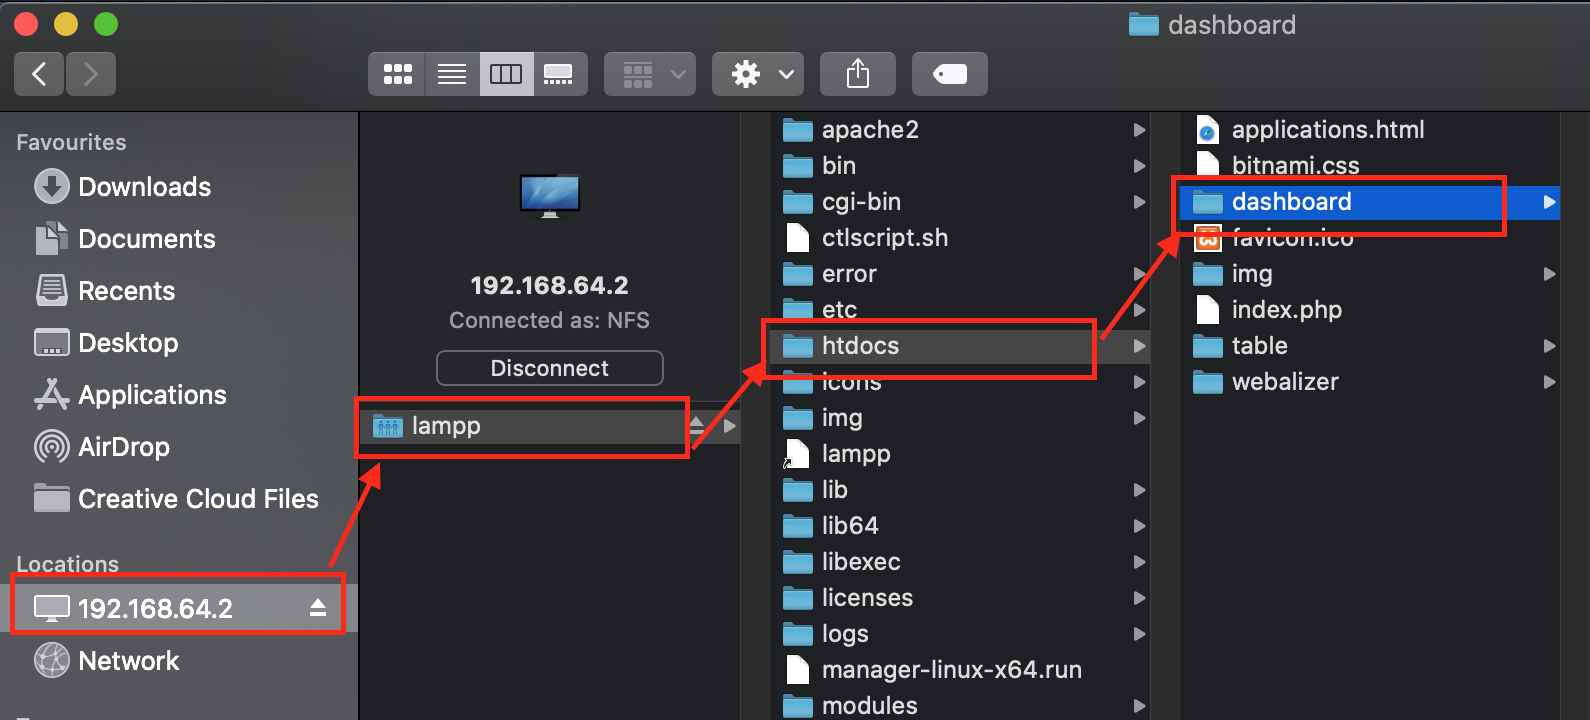 dashboard
Favourites
Downloads
Documents
Recents
Desktop
Applications
AirDrop
Creative Cloud Files
Locations
192.168.64.2
Network
192.168.64.2
Connected as: NFS
Disconnect
lampp
apache2
bin
cgi-bin
ctlscript.sh
error
etc
htdocs
icons
img
lampp
lib
lib64
libexec
licenses
logs
manager-linux-x64.run
modules
applications.html
bitnami.css
dashboard
favicon.ico
img
index.php
table
webalizer